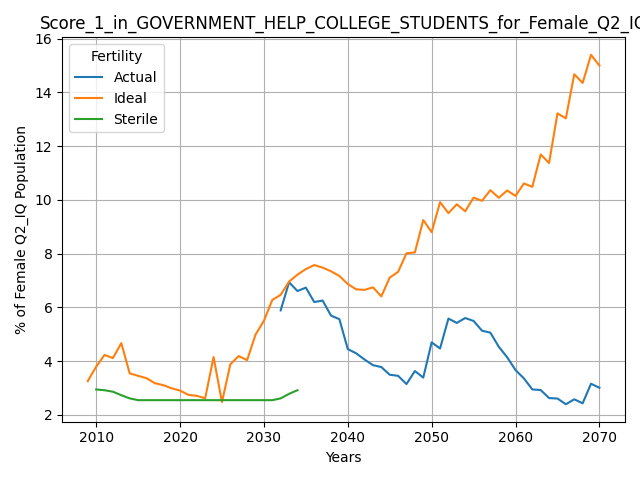 Score_1_in_GOVERNMENT_HELP_COLLEGE_STUDENTS_for_Female_Q2_IQ
Fertility
Actual
Ideal
Sterile
% of Female Q2_IQ Population
16
14
12
10
8
6
4
2
2010 2020 2030 2040 2050 2060 2070
Years